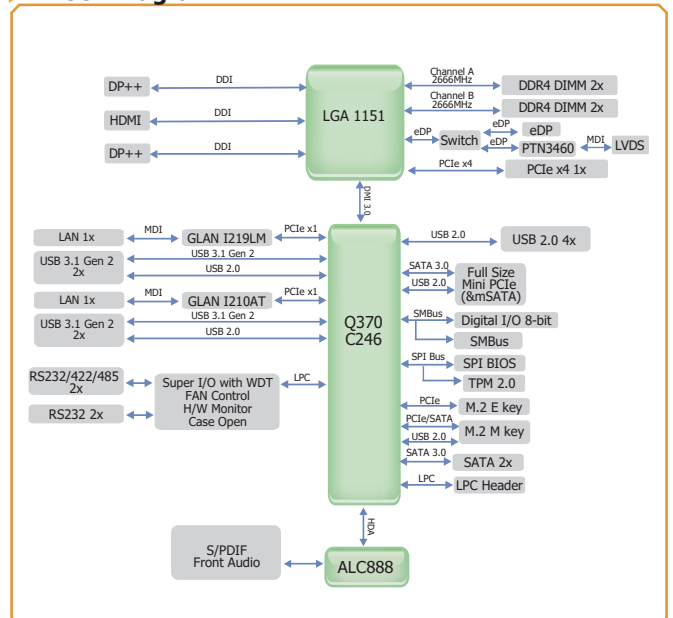 DP++
DDI
HDMI
DDI
DP++
DDI
LGA 1151
Channel A
2666MHz
DDR4 DIMM 2x
Channel B
2666MHz
DDR4 DIMM 2x
eDP
Switch
eDP
eDP
eDP
PTN3460
MDI
LVDS
PCIe x4
PCIe x4 1x
DMI 3.0
LAN 1x
MDI
GLAN I219LM
PCIe x1
USB 3.1 Gen 2
2x
USB 3.1 Gen 2
USB 2.0
LAN 1x
MDI
GLAN I210AT
PCIe x1
USB 3.1 Gen 2
2x
USB 3.1 Gen 2
USB 2.0
RS232/422/485
2x
RS232 2x
Super I/O with WDT
FAN Control
H/W Monitor
Case Open
LPC
Q370
C246
USB 2.0
USB 2.0 4x
SATA 3.0
USB 2.0
Full Size
Mini PCIe
(&mSATA)
SMBus
Digital I/O 8-bit
SMBus
SPI Bus
SPI BIOS
TPM 2.0
PCIe
M.2 E key
PCIe/SATA
USB 2.0
M.2 M key
SATA 3.0
SATA 2x
LPC
LPC Header
HDA
S/PDIF
Front Audio
ALC888